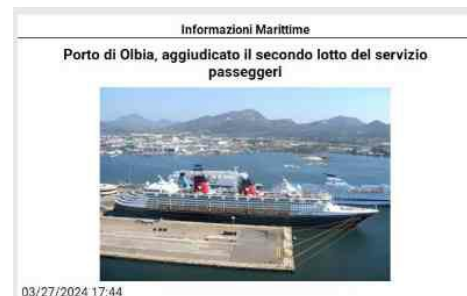 Informazioni Marittime
Porto di Olbia, aggiudicato il secondo lotto del servizio
passeggeri
03/27/2024 17:44